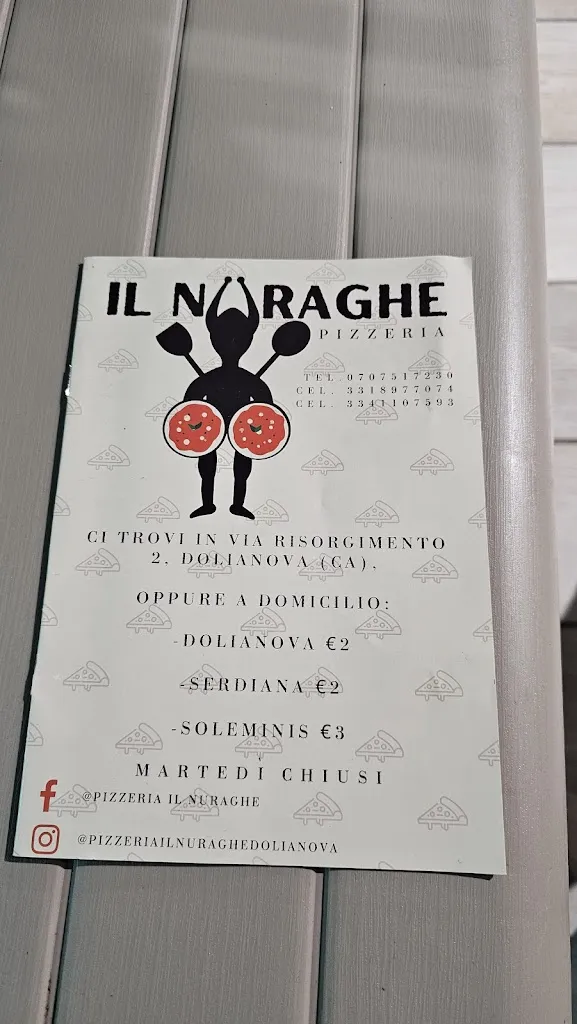 IL NURAGHE
PIZZERIA
TEL. 0707517230
CEL. 3318977074
CEL. 3341107593
CI TROVI IN VIA RISORGIMENTO
2, DOLIANOVA (CA),
OPPURE A DOMICILIO:
-DOLIANOVA €2
-SERDIANA €2
-SOLEMINIS €3
MARTEDÌ CHIUSI
@PIZZERIA IL NURAGHE
@PIZZERIAILNURAGHEDOLIANOVA